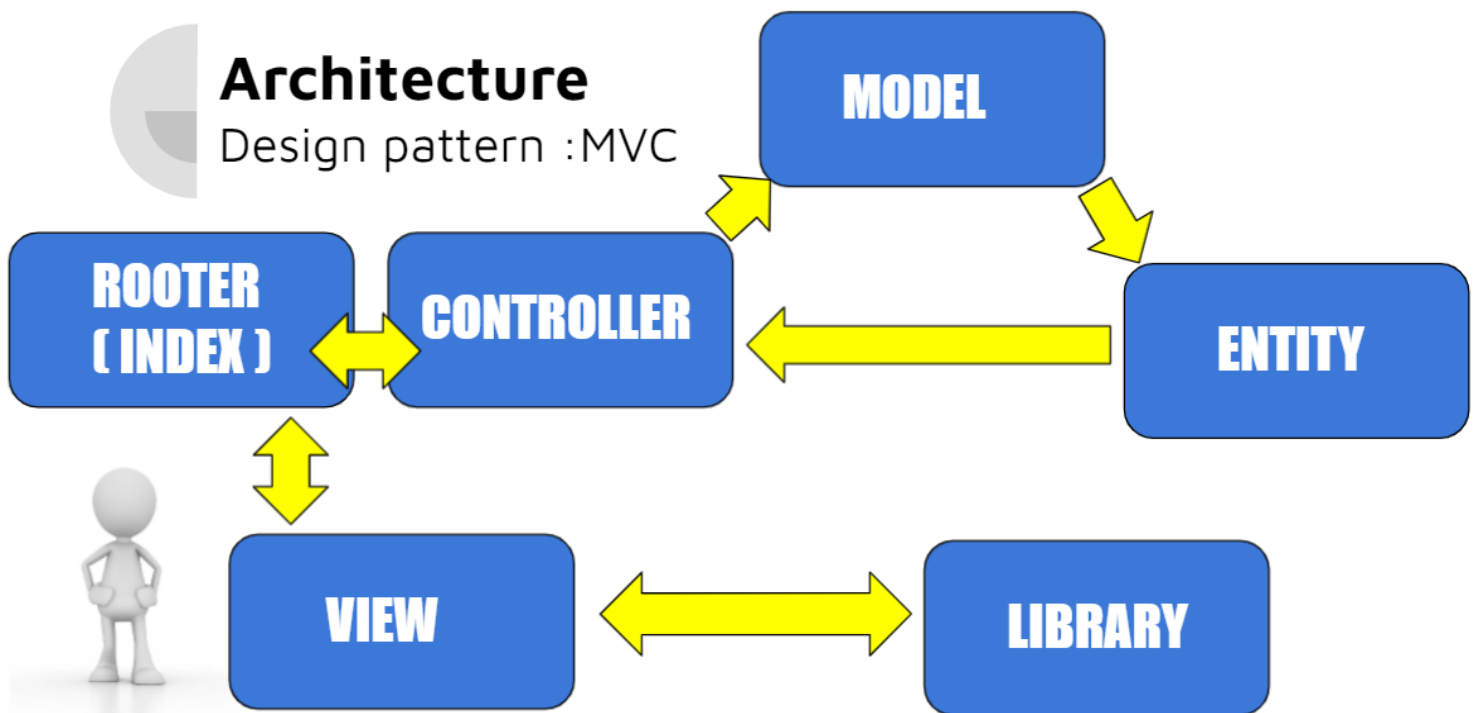 Architecture
Design pattern :MVC
MODEL
ROOTER
( INDEX )
CONTROLLER
ENTITY
VIEW
LIBRARY